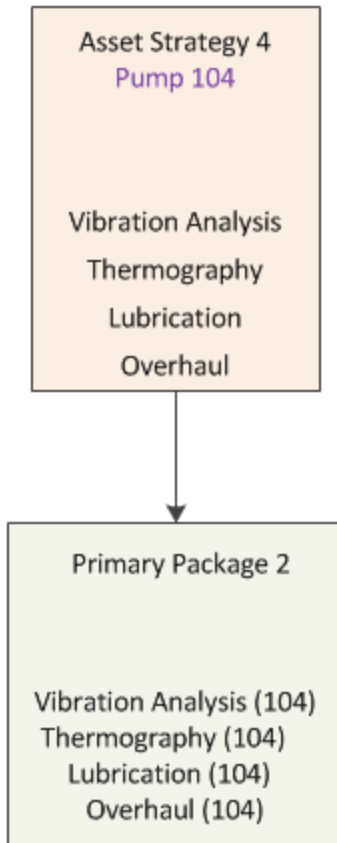 Asset Strategy 4
Pump 104
Vibration Analysis
Thermography
Lubrication
Overhaul
Primary Package 2
Vibration Analysis (104)
Thermography (104)
Lubrication (104)
Overhaul (104)